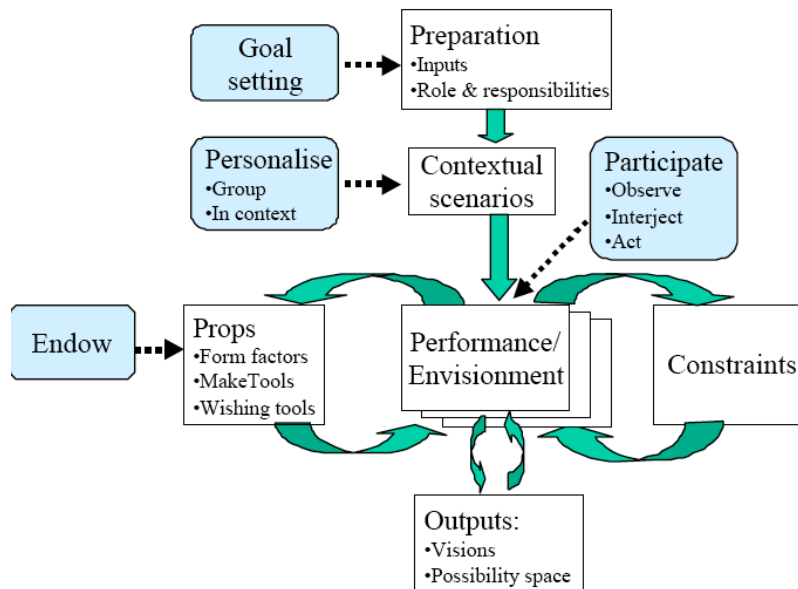 Goal
setting
Preparation
•Inputs
•Role & responsibilities
Personalise
•Group
•In context
Contextual
scenarios
Participate
•Observe
•Interject
•Act
Endow
Props
•Form factors
•MakeTools
•Wishing tools
Performance/
Envisionment
Constraints
Outputs:
•Visions
•Possibility space